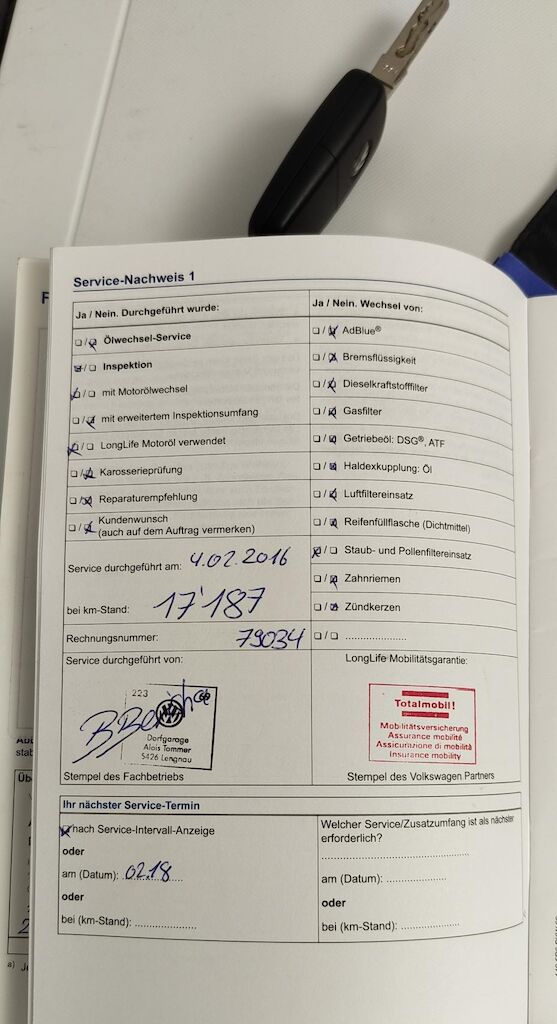 Service-Nachweis 1
Ja / Nein. Durchgeführt wurde:
Ölwechsel-Service
Inspektion
mit Motorölwechsel
mit erweitertem Inspektionsumfang
LongLife Motoröl verwendet
Karosserieprüfung
Reparaturempfehlung
Kundenwunsch
(auch auf dem Auftrag vermerken)
Service durchgeführt am: 4.02.2016
bei km-Stand: 17'187
Rechnungsnummer: 79034
Service durchgeführt von:
223
Dorfgarage
Alois Tommer
5426 Lengnau
Stempel des Fachbetriebs
Ja / Nein. Wechsel von:
AdBlue®
Bremsflüssigkeit
Dieselkraftstofffilter
Gasfilter
Getriebeöl: DSG®, ATF
Haldexkupplung: Öl
Luftfiltereinsatz
Reifenfüllflasche (Dichtmittel)
Staub- und Pollenfiltereinsatz
Zahnriemen
Zündkerzen
....................
LongLife Mobilitätsgarantie:
Totalmobil!
Mobilitätsversicherung
Assurance mobilité
Assicurazione di mobilità
Insurance mobility
Stempel des Volkswagen Partners
Ihr nächster Service-Termin
nach Service-Intervall-Anzeige
oder
am (Datum): 02.18
oder
bei (km-Stand): ....................
Welcher Service/Zusatzumfang ist als nächster
erforderlich?
am (Datum): ....................
oder
bei (km-Stand): ....................